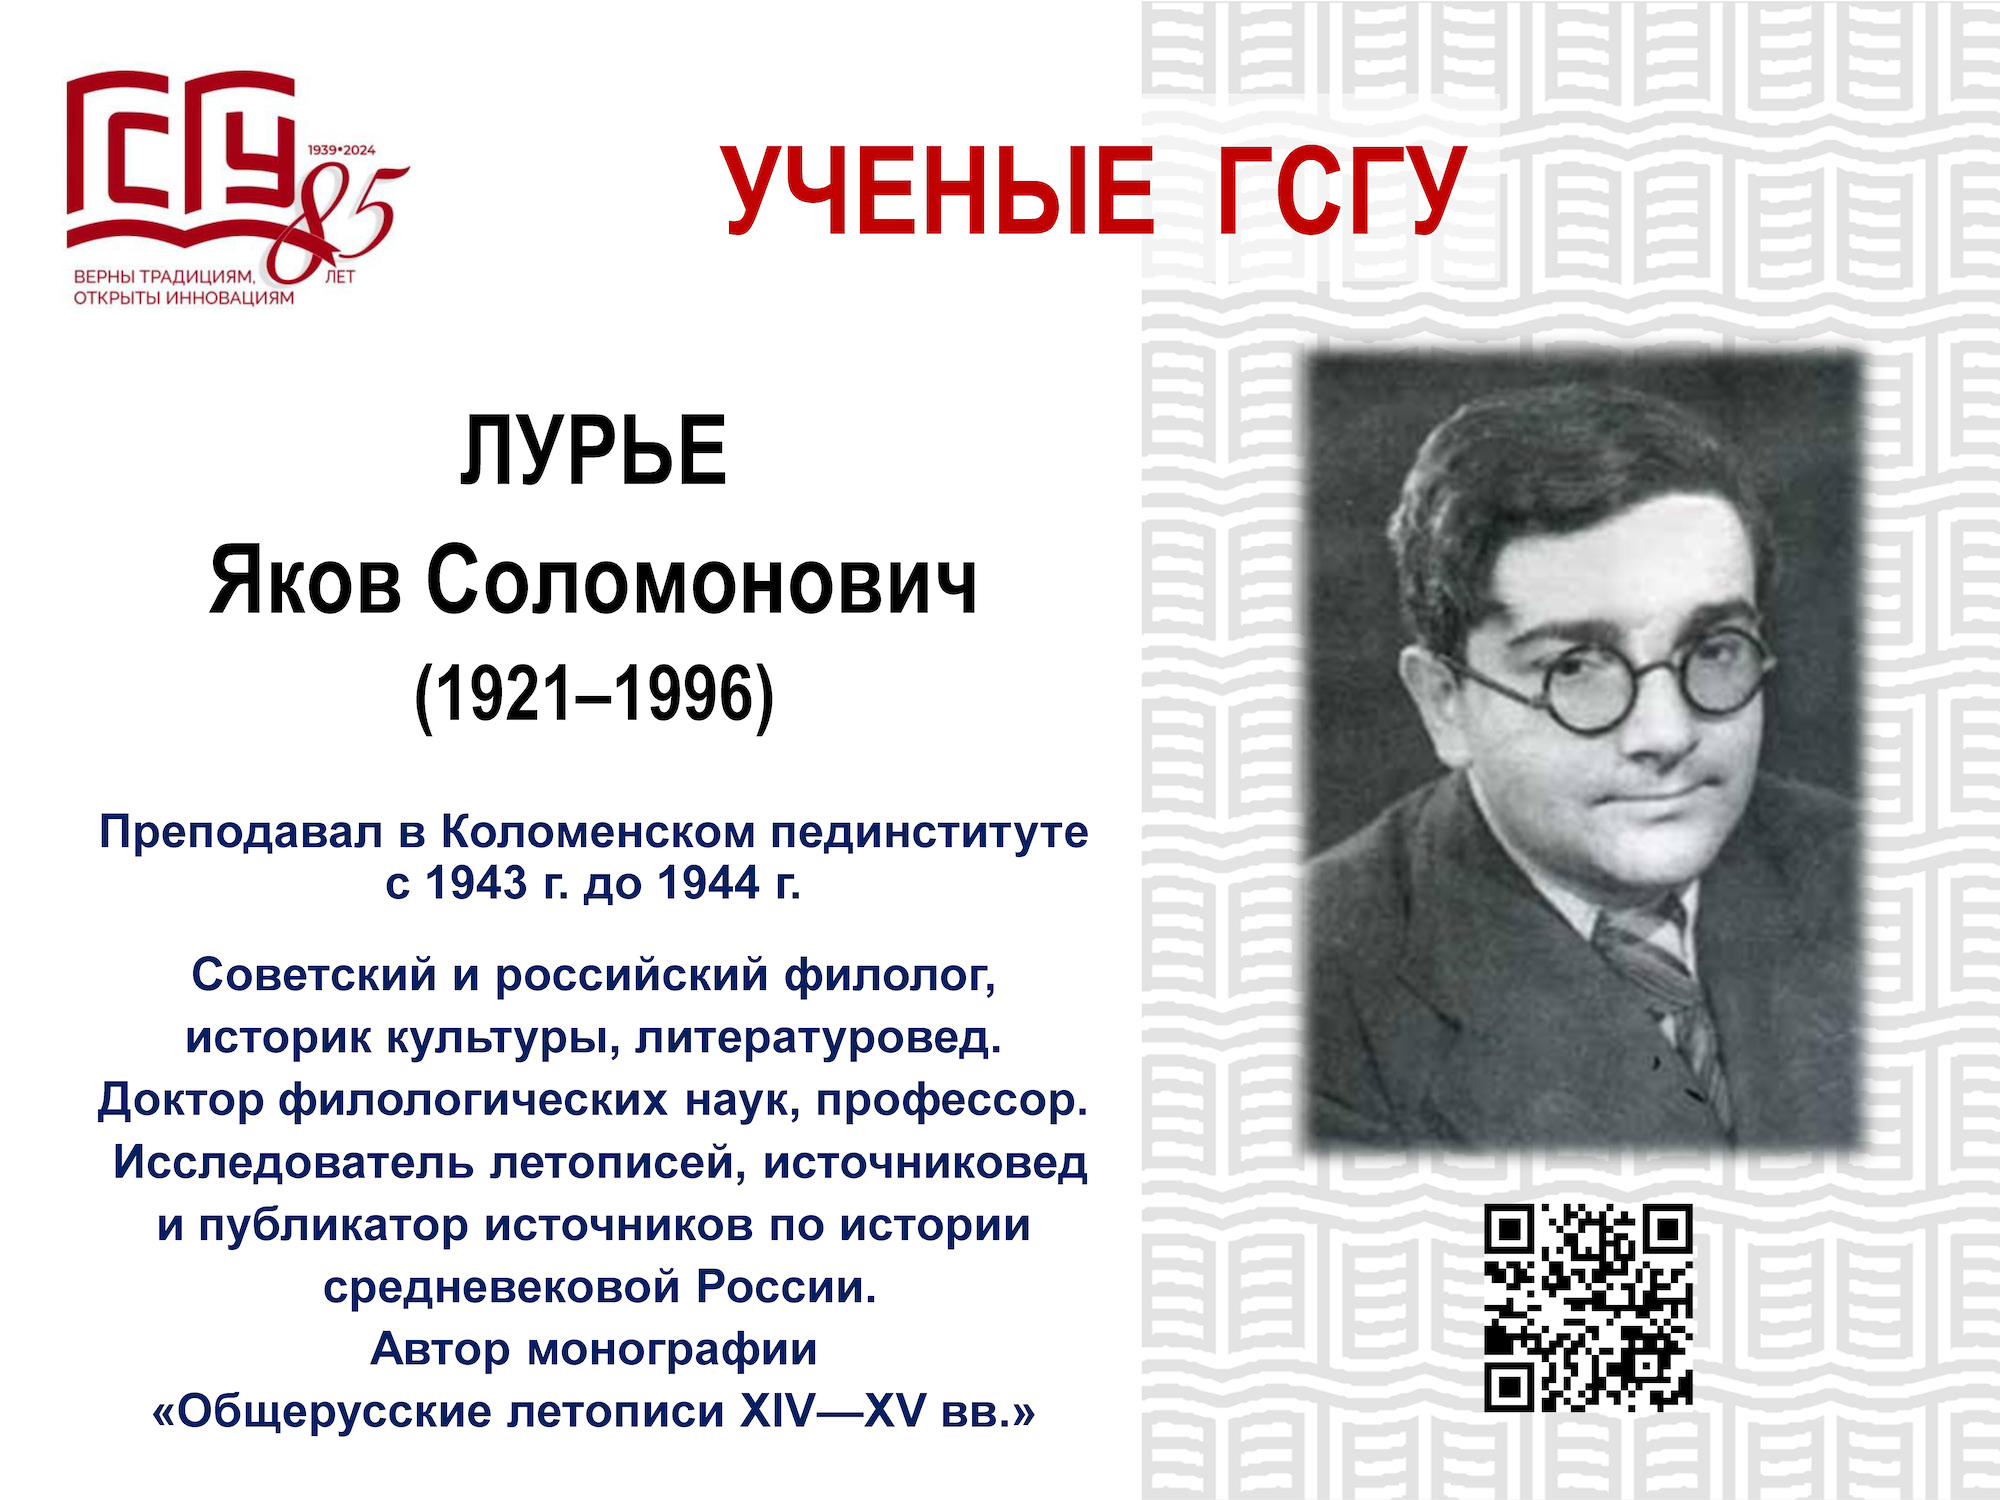 ГСГУ
1939•2024
85
ВЕРНЫ ТРАДИЦИЯМ, ЛЕТ
ОТКРЫТЫ ИННОВАЦИЯМ
УЧЕНЫЕ ГСГУ
ЛУРЬЕ
Яков Соломонович
(1921–1996)
Преподавал в Коломенском пединституте
с 1943 г. до 1944 г.
Советский и российский филолог,
историк культуры, литературовед.
Доктор филологических наук, профессор.
Исследователь летописей, источниковед
и публикатор источников по истории
средневековой России.
Автор монографии
«Общерусские летописи XIV—XV вв.»